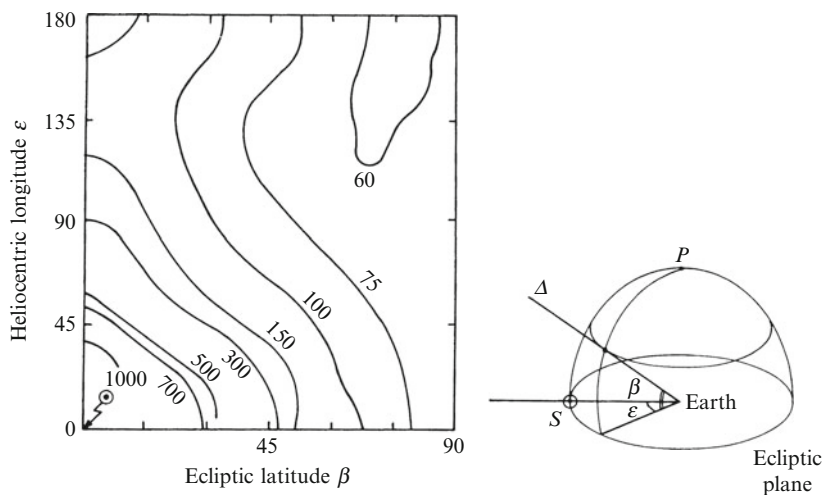 180
135
90
45
0
Heliocentric longitude ε
1000
700
500
300
150
100
75
60
45
90
Ecliptic latitude β
P
Δ
β
ε
S
Earth
Ecliptic
plane